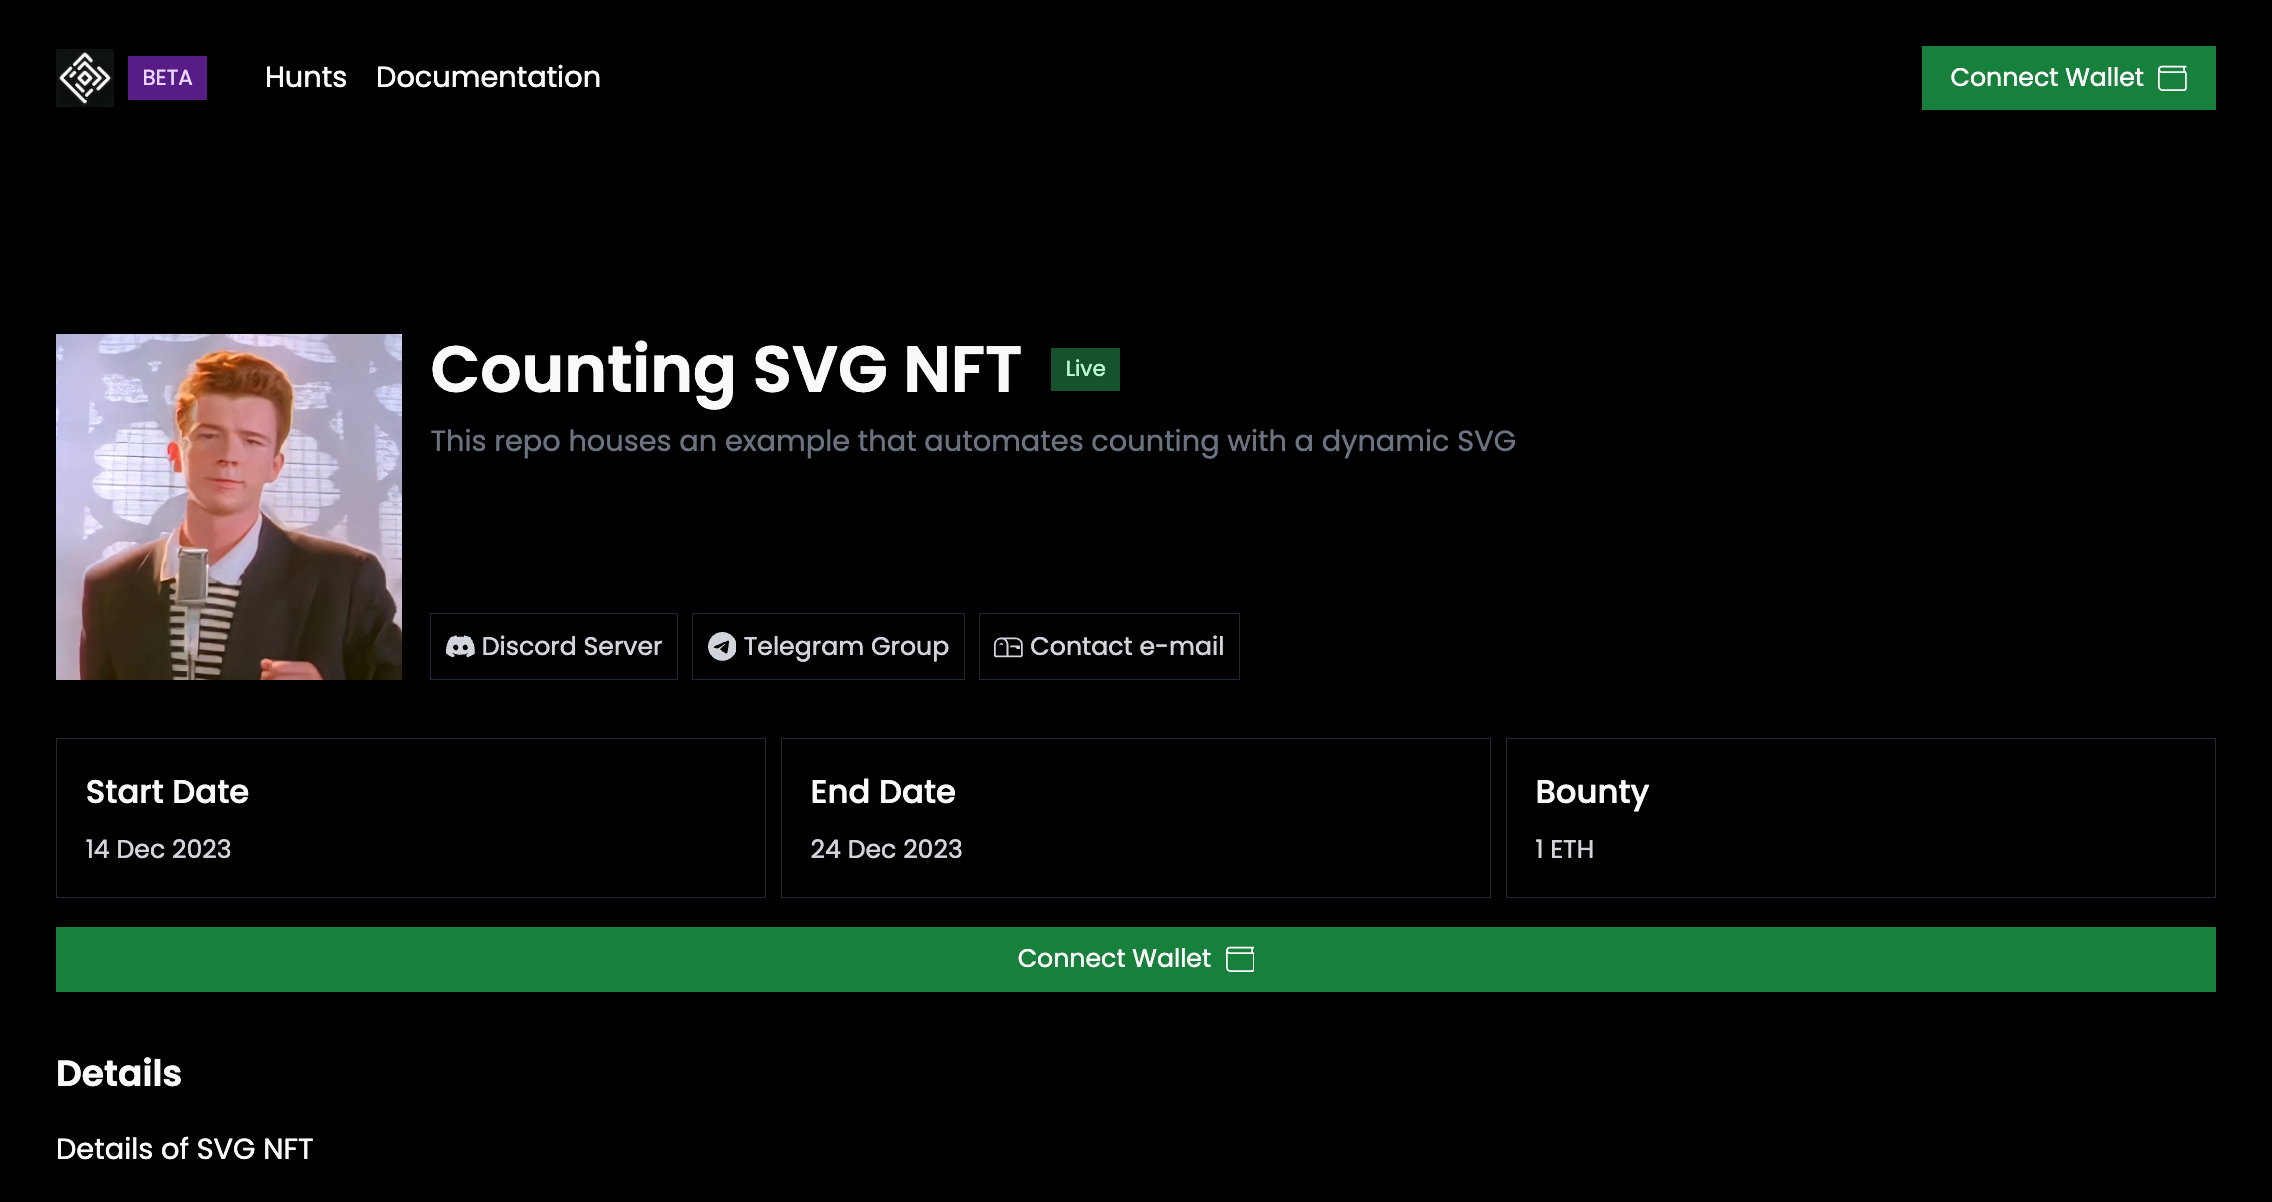 BETA
Hunts
Documentation
Connect Wallet
Counting SVG NFT
Live
This repo houses an example that automates counting with a dynamic SVG
Discord Server
Telegram Group
Contact e-mail
Start Date
14 Dec 2023
End Date
24 Dec 2023
Bounty
1 ETH
Connect Wallet
Details
Details of SVG NFT